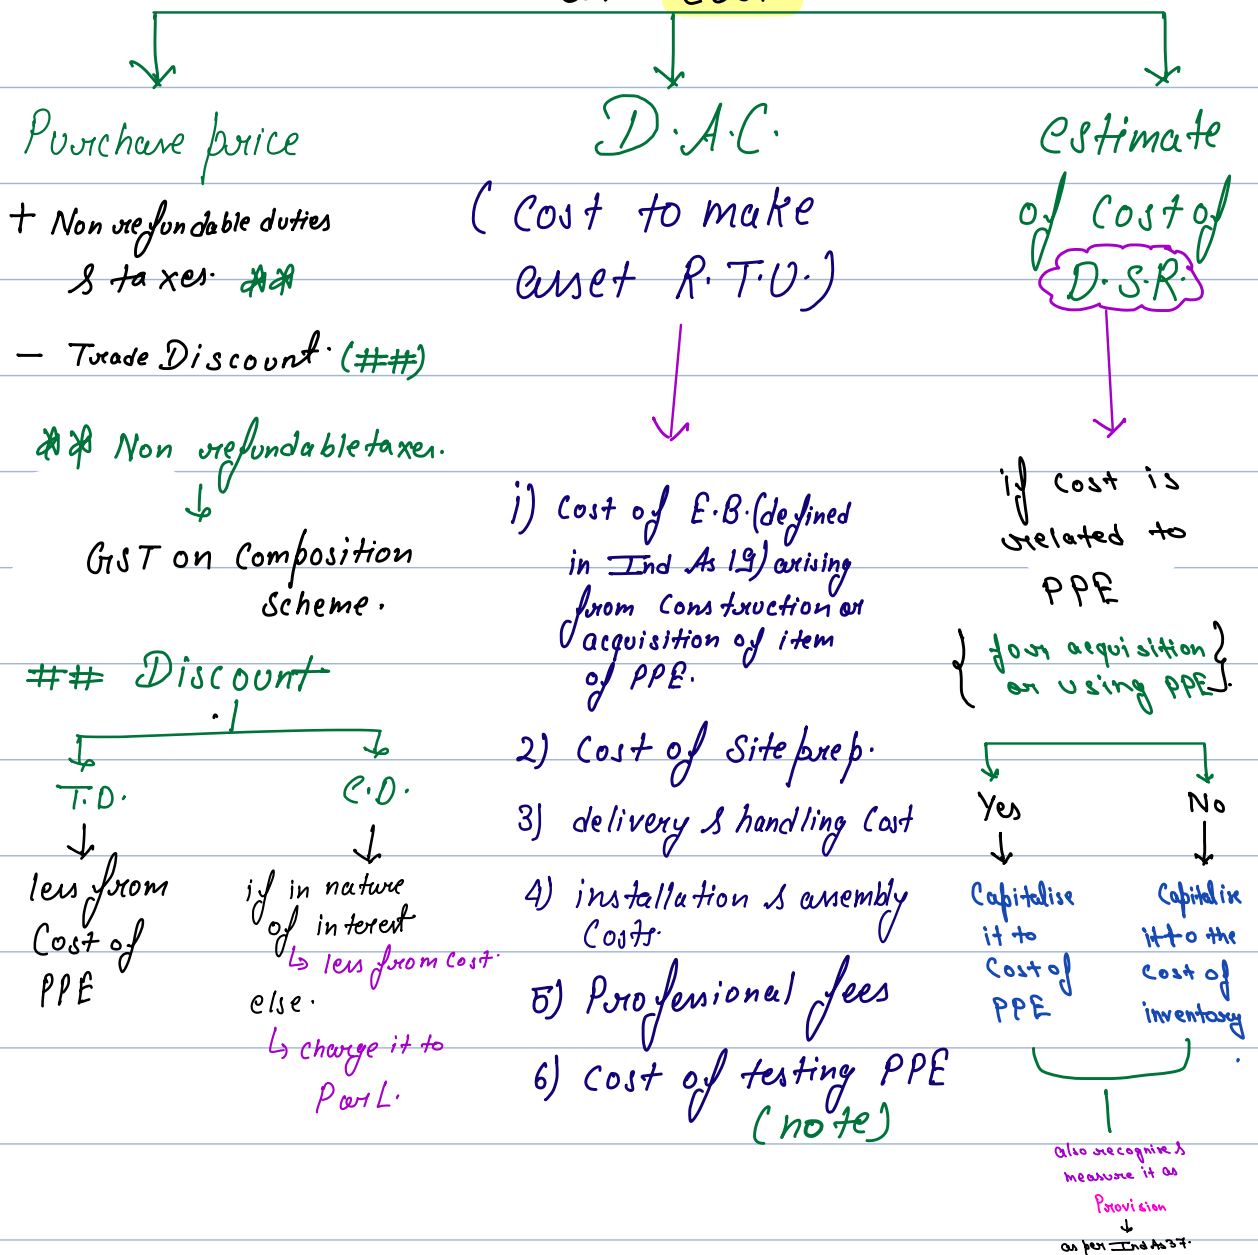 Purchase price
+ Non refundable duties
& taxes. **
- Trade Discount. (##)
** Non refundable taxes.
↓
GST on Composition
Scheme.
## Discount
T.D.
↓
less from
Cost of
PPE
C.D.
↓
if in nature
of interest
↳ less from cost.
else.
↳ charge it to
P or L.
D.A.C.
( Cost to make
asset R.T.U.)
1) Cost of E.B. (defined
in Ind As 19) arising
from Construction or
acquisition of item
of PPE.
2) Cost of Site prep.
3) delivery & handling Cost
4) installation & assembly
Costs.
5) Professional fees
6) Cost of testing PPE
(note)
estimate
of Cost of
D.S.R.
if Cost is
related to
PPE
{ for acquisition
or using PPE }.
Yes
↓
Capitalise
it to
Cost of
PPE
No
↓
Capitalise
it to the
Cost of
inventory.
also recognise &
measure it as
Provision
↓
as per Ind As 37.